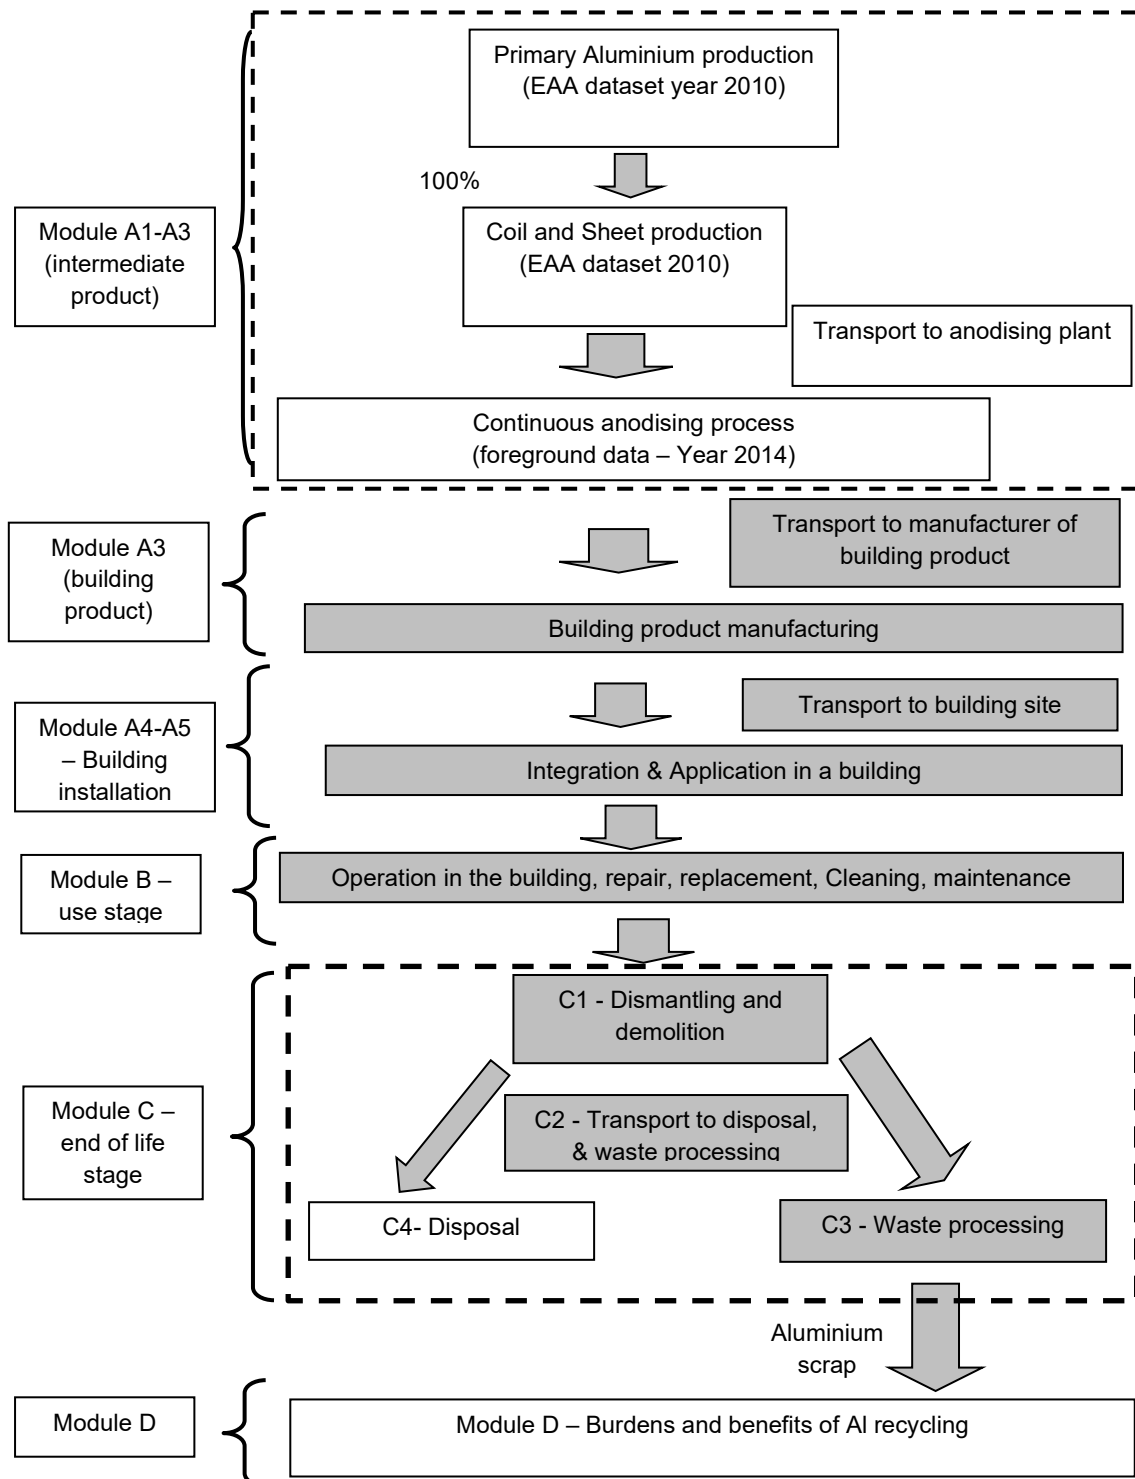 Primary Aluminium production
(EAA dataset year 2010)
100%
Module A1-A3
(intermediate
product)
Coil and Sheet production
(EAA dataset 2010)
Transport to anodising plant
Continuous anodising process
(foreground data – Year 2014)
Module A3
(building
product)
Transport to manufacturer of
building product
Building product manufacturing
Module A4-A5
– Building
installation
Transport to building site
Integration & Application in a building
Module B –
use stage
Operation in the building, repair, replacement, Cleaning, maintenance
Module C –
end of life
stage
C1 - Dismantling and
demolition
C2 - Transport to disposal,
& waste processing
C4- Disposal
C3 - Waste processing
Aluminium
scrap
Module D
Module D – Burdens and benefits of Al recycling